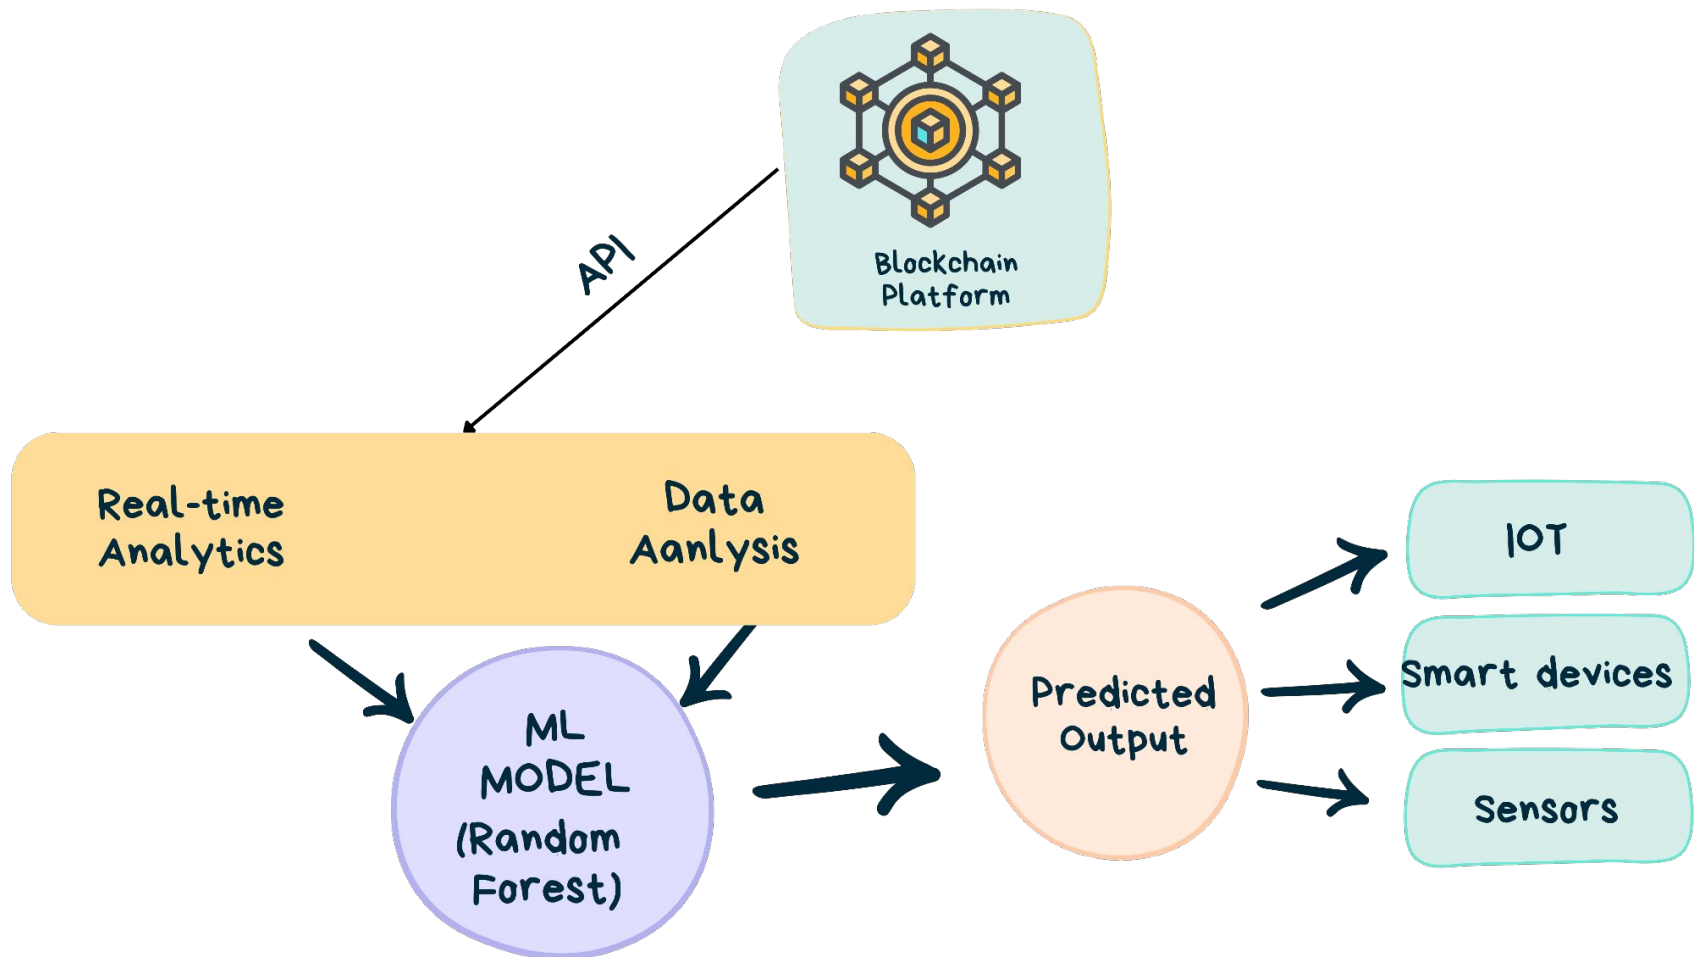 Blockchain
Platform
API
Real-time
Analytics
Data
Aanlysis
ML
MODEL
(Random
Forest)
Predicted
Output
IOT
Smart devices
Sensors